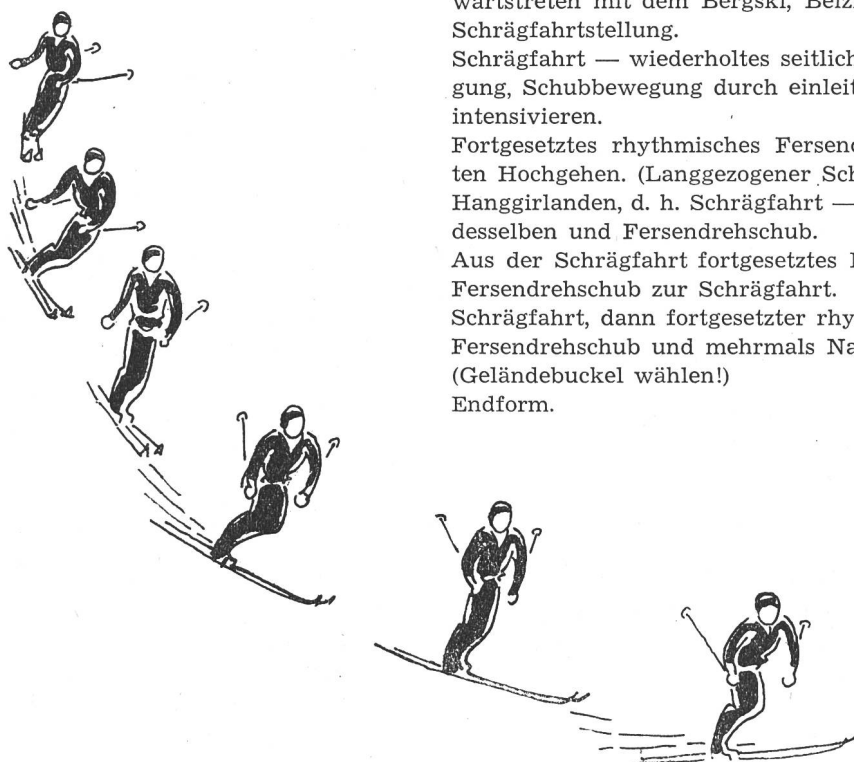 wärtstreten mit dem Bergski, Beizi
Schrägfahrtstellung.
Schrägfahrt — wiederholtes seitlich
gung, Schubbewegung durch einleit
intensivieren.
Fortgesetztes rhythmisches Fersend
ten Hochgehen. (Langgezogener Sch
Hanggirlanden, d. h. Schrägfahrt —
desselben und Fersendrehschub.
Aus der Schrägfahrt fortgesetztes
Fersendrehschub zur Schrägfahrt.
Schrägfahrt, dann fortgesetzter rhy
Fersendrehschub und mehrmals Na
(Geländebuckel wählen!)
Endform.